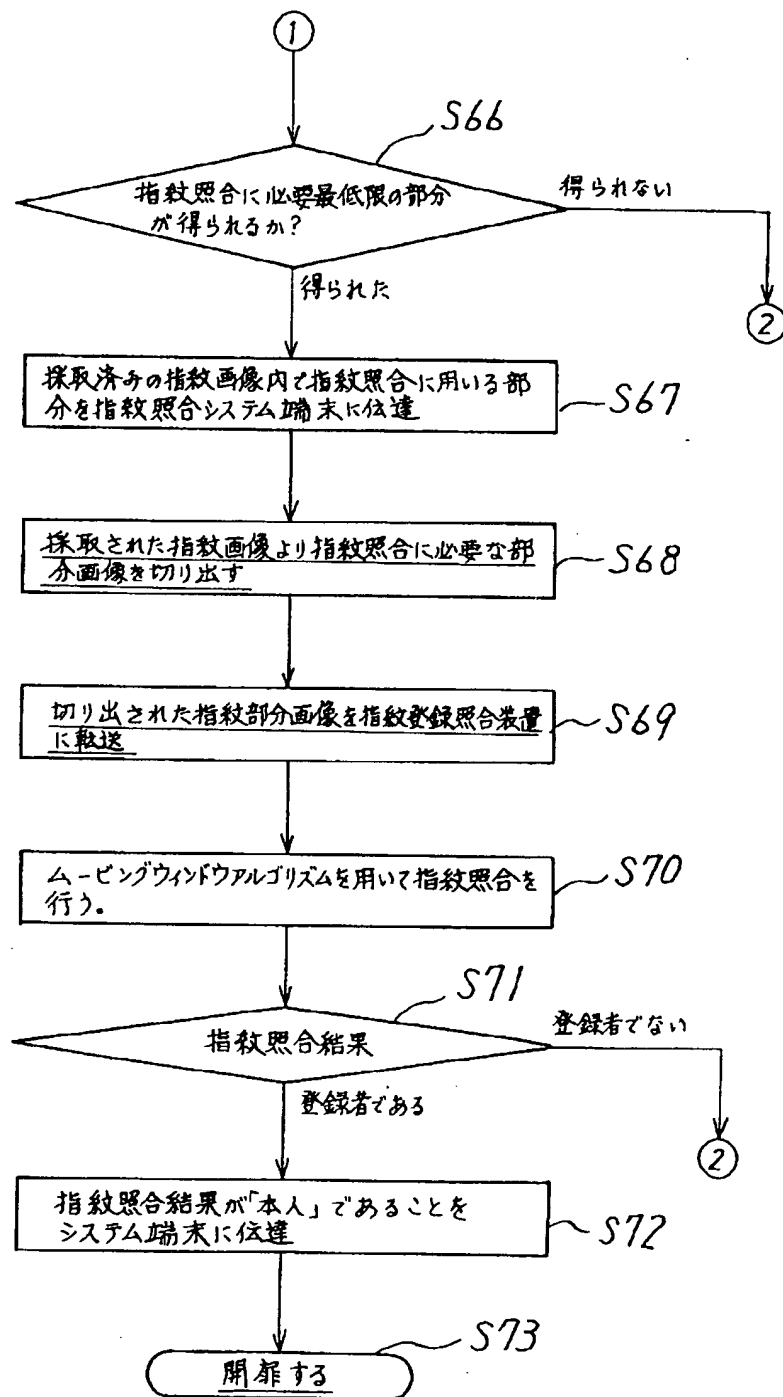 ①
S66
指紋照合に必要最低限の部分
が得られるか?
得られない
②
得られた
採取済みの指紋画像内で指紋照合に用いる部
分を指紋照合システム端末に伝達
S67
採取された指紋画像より指紋照合に必要な部
分画像を切り出す
S68
切り出された指紋部分画像を指紋登録照合装置
に転送
S69
ムービングウィンドウアルゴリズムを用いて指紋照合を
行う。
S70
S71
指紋照合結果
登録者でない
②
登録者である
指紋照合結果が「本人」であることを
システム端末に伝達
S72
S73
開扉する